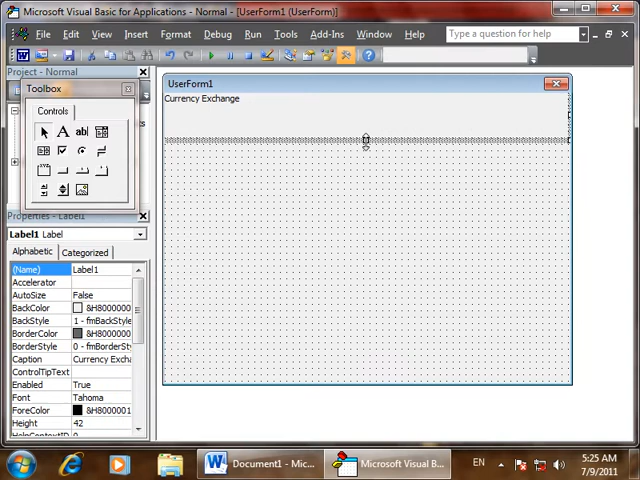 Microsoft Visual Basic for Applications - Normal - [UserForm1 (UserForm)]
File Edit View Insert Format Debug Run Tools Add-Ins Window Help Type a question for help
Project - Normal
Toolbox
Controls
A ab|
UserForm1
Currency Exchange
Properties - Label1
Label1 Label
Alphabetic Categorized
(Name) Label1
Accelerator
AutoSize False
BackColor &H8000000
BackStyle 1 - fmBackStyle
BorderColor &H8000000
BorderStyle 0 - fmBorderSty
Caption Currency Excha
ControlTipText
Enabled True
Font Tahoma
ForeColor &H8000001
Height 42
HelpContextID 0
Document1 - Mic...
Microsoft Visual B...
EN
5:25 AM
7/9/2011